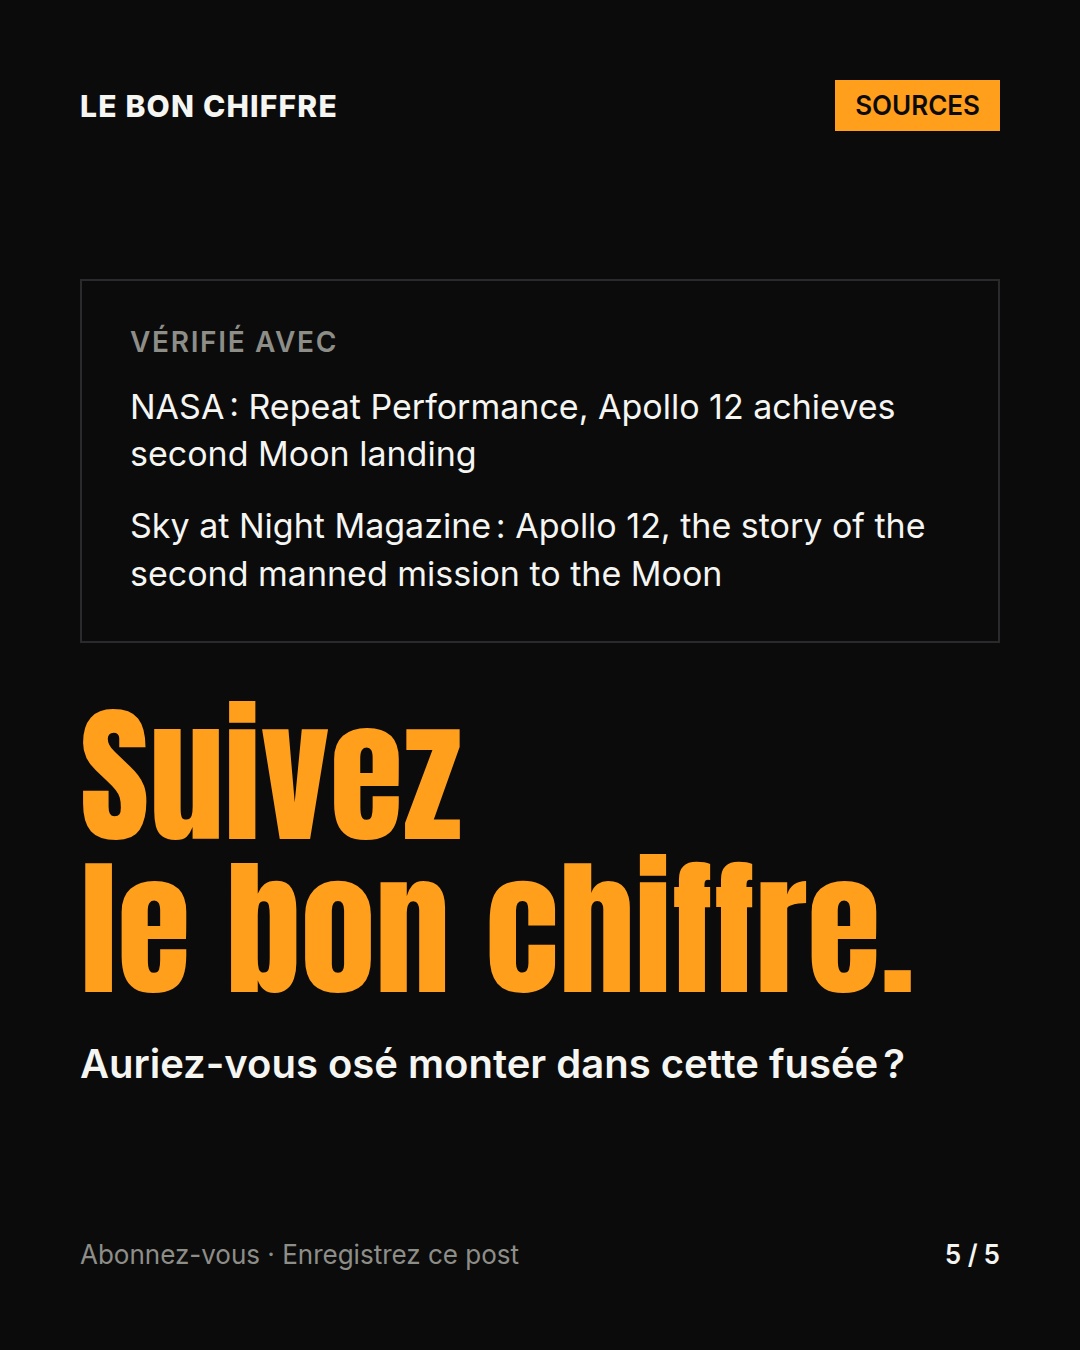 LE BON CHIFFRE
SOURCES
VÉRIFIÉ AVEC
NASA : Repeat Performance, Apollo 12 achieves
second Moon landing
Sky at Night Magazine : Apollo 12, the story of the
second manned mission to the Moon
Suivez
le bon chiffre.
Auriez-vous osé monter dans cette fusée ?
Abonnez-vous · Enregistrez ce post
5 / 5